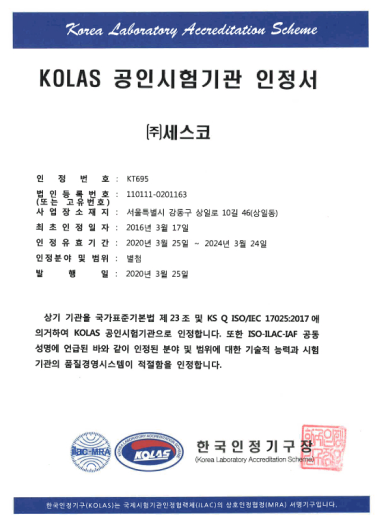 Korea Laboratory Accreditation Scheme
KOLAS 공인시험기관 인정서
㈜세스코
인 정 번 호 : KT695
법인등록번호 : 110111-0201163
(또는 고유번호)
사업장소재지 : 서울특별시 강동구 상일로 10길 46(상일동)
최초인정일자 : 2016년 3월 17일
인정유효기간 : 2020년 3월 25일 ~ 2024년 3월 24일
인정분야 및 범위 : 별첨
발 행 일 : 2020년 3월 25일
상기 기관을 국가표준기본법 제 23 조 및 KS Q ISO/IEC 17025:2017 에
의거하여 KOLAS 공인시험기관으로 인정합니다. 또한 ISO-ILAC-IAF 공동
성명에 언급된 바와 같이 인정된 분야 및 범위에 대한 기술적 능력과 시험
기관의 품질경영시스템이 적절함을 인정합니다.
ilac-MRA
KOLAS
한국인정기구장
(Korea Laboratory Accreditation Scheme)
한국인정기구(KOLAS)는 국제시험기관인정협력체(ILAC)의 상호인정협정(MRA) 서명기구입니다.